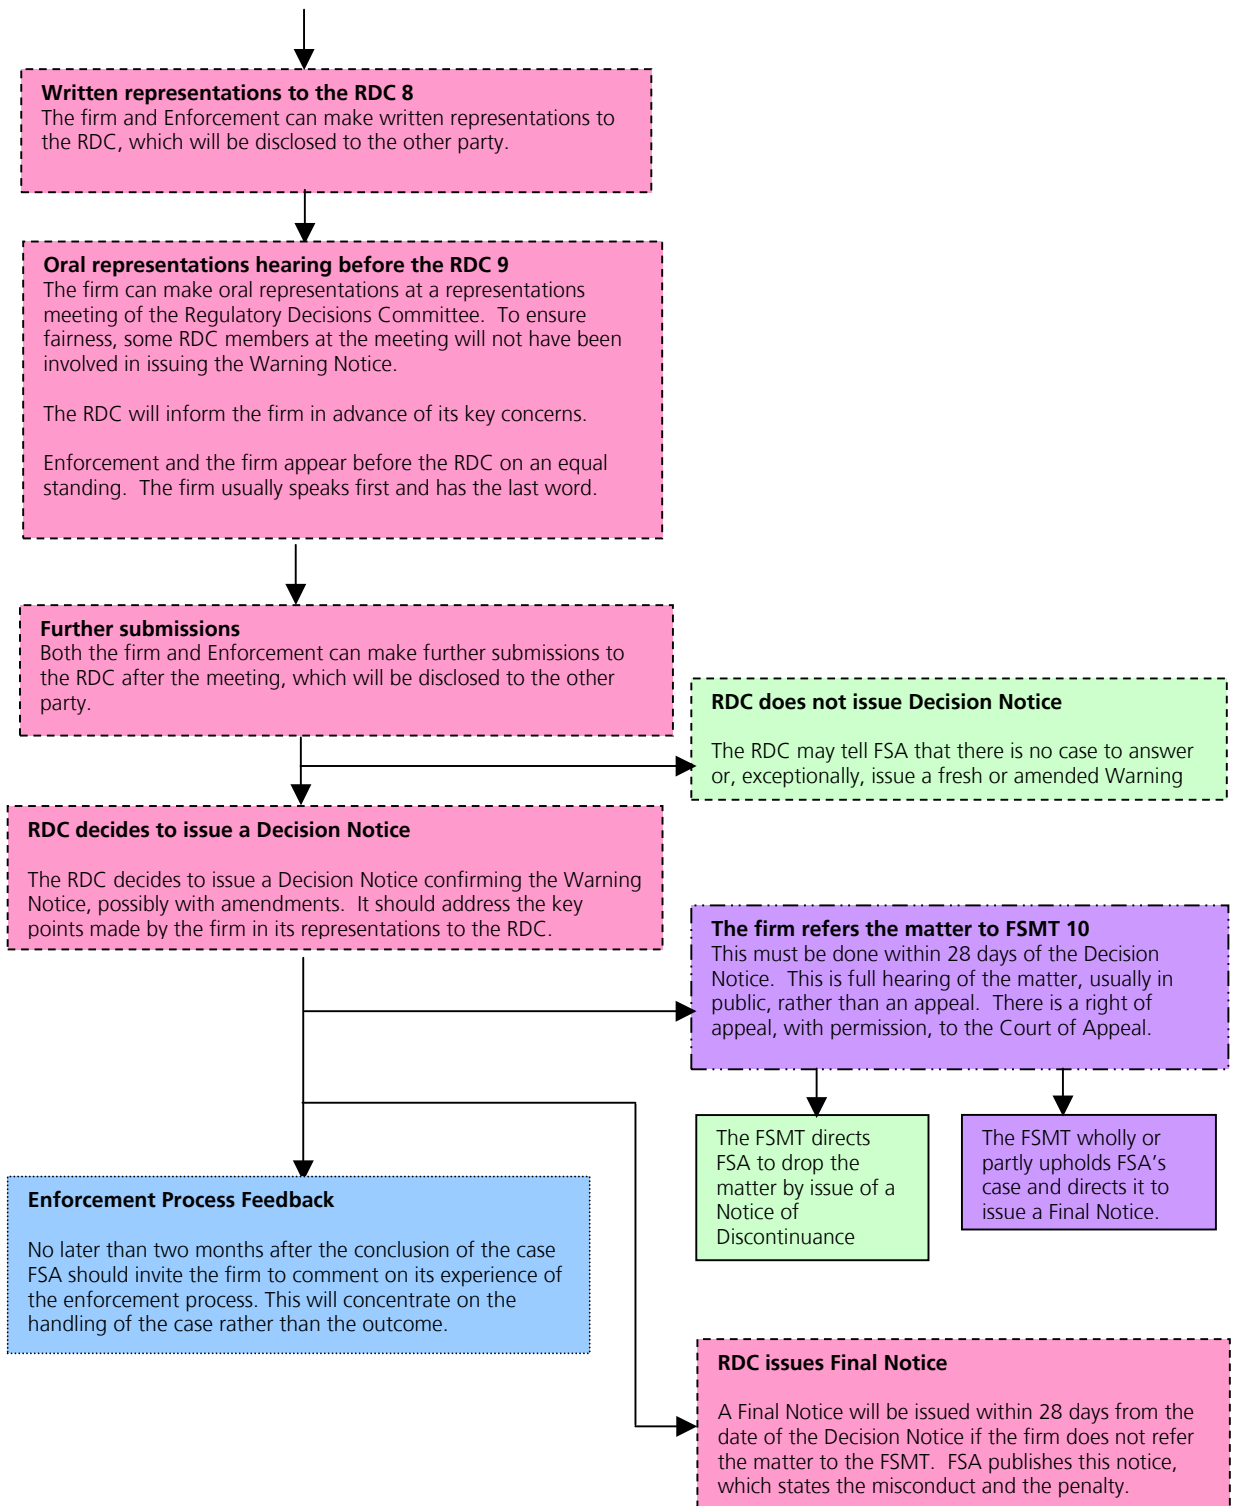 Written representations to the RDC 8
The firm and Enforcement can make written representations to
the RDC, which will be disclosed to the other party.
Oral representations hearing before the RDC 9
The firm can make oral representations at a representations
meeting of the Regulatory Decisions Committee.  To ensure
fairness, some RDC members at the meeting will not have been
involved in issuing the Warning Notice.
The RDC will inform the firm in advance of its key concerns.
Enforcement and the firm appear before the RDC on an equal
standing.  The firm usually speaks first and has the last word.
Further submissions
Both the firm and Enforcement can make further submissions to
the RDC after the meeting, which will be disclosed to the other
party.
RDC does not issue Decision Notice
The RDC may tell FSA that there is no case to answer
or, exceptionally, issue a fresh or amended Warning
RDC decides to issue a Decision Notice
The RDC decides to issue a Decision Notice confirming the Warning
Notice, possibly with amendments.  It should address the key
points made by the firm in its representations to the RDC.
The firm refers the matter to FSMT 10
This must be done within 28 days of the Decision
Notice.  This is full hearing of the matter, usually in
public, rather than an appeal.  There is a right of
appeal, with permission, to the Court of Appeal.
The FSMT directs
FSA to drop the
matter by issue of a
Notice of
Discontinuance
The FSMT wholly or
partly upholds FSA's
case and directs it to
issue a Final Notice.
Enforcement Process Feedback
No later than two months after the conclusion of the case
FSA should invite the firm to comment on its experience of
the enforcement process. This will concentrate on the
handling of the case rather than the outcome.
RDC issues Final Notice
A Final Notice will be issued within 28 days from the
date of the Decision Notice if the firm does not refer
the matter to the FSMT.  FSA publishes this notice,
which states the misconduct and the penalty.